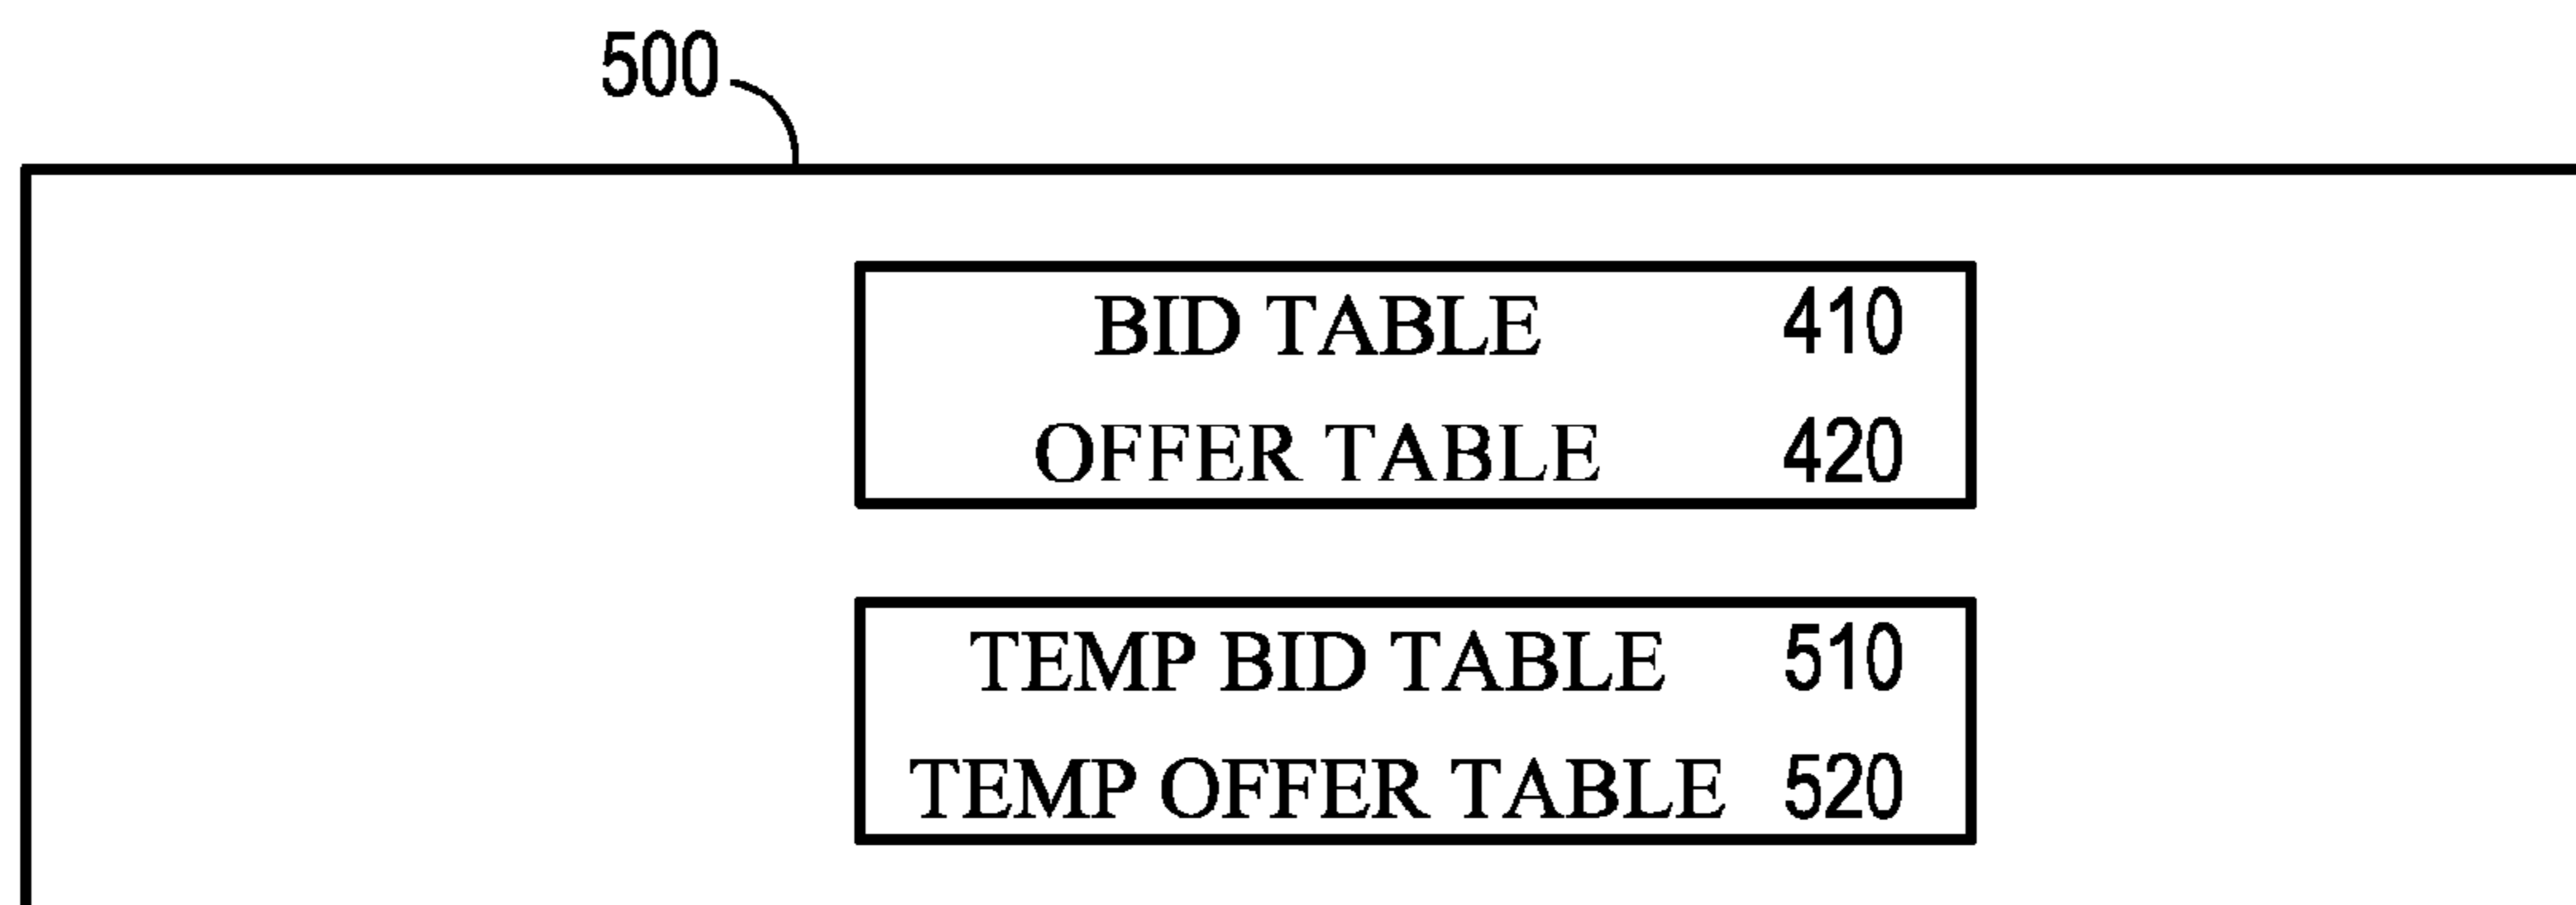 500
BID TABLE 410
OFFER TABLE 420
TEMP BID TABLE 510
TEMP OFFER TABLE 520